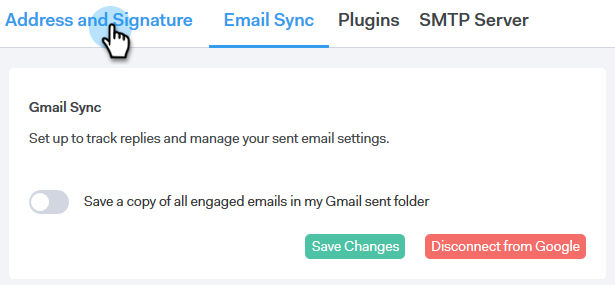 Address and Signature Email Sync Plugins SMTP Server
Gmail Sync
Set up to track replies and manage your sent email settings.
Save a copy of all engaged emails in my Gmail sent folder
Save Changes Disconnect from Google